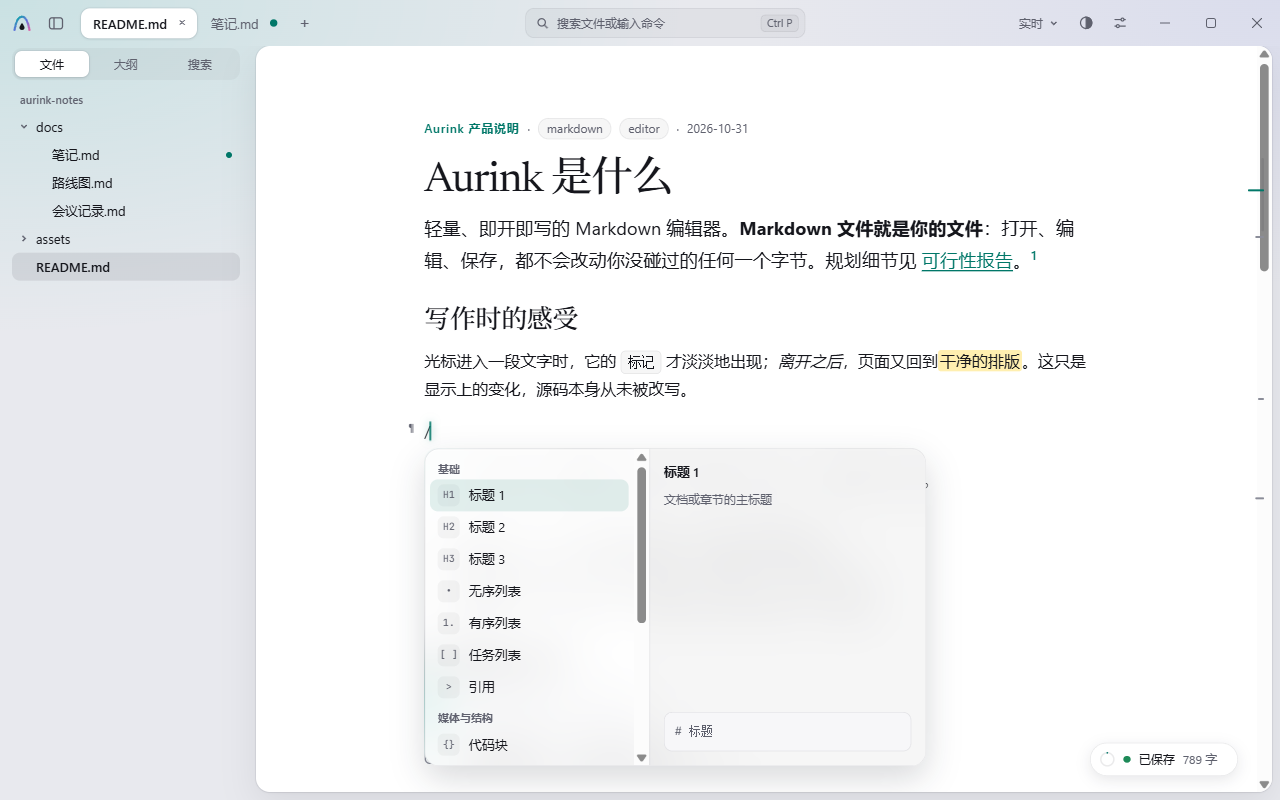 README.md ×
笔记.md
+
搜索文件或输入命令
Ctrl P
实时
文件
大纲
搜索
aurink-notes
docs
笔记.md
路线图.md
会议记录.md
assets
README.md
Aurink 产品说明 · markdown editor · 2026-10-31
Aurink 是什么
轻量、即开即写的 Markdown 编辑器。Markdown 文件就是你的文件：打开、编
辑、保存，都不会改动你没碰过的任何一个字节。规划细节见 可行性报告。1
写作时的感受
光标进入一段文字时，它的 标记 才淡淡地出现；离开之后，页面又回到干净的排版。这只是
显示上的变化，源码本身从未被改写。
¶ /
基础
H1 标题 1
H2 标题 2
H3 标题 3
• 无序列表
1. 有序列表
[ ] 任务列表
> 引用
媒体与结构
{} 代码块
标题 1
文档或章节的主标题
# 标题
已保存 789 字